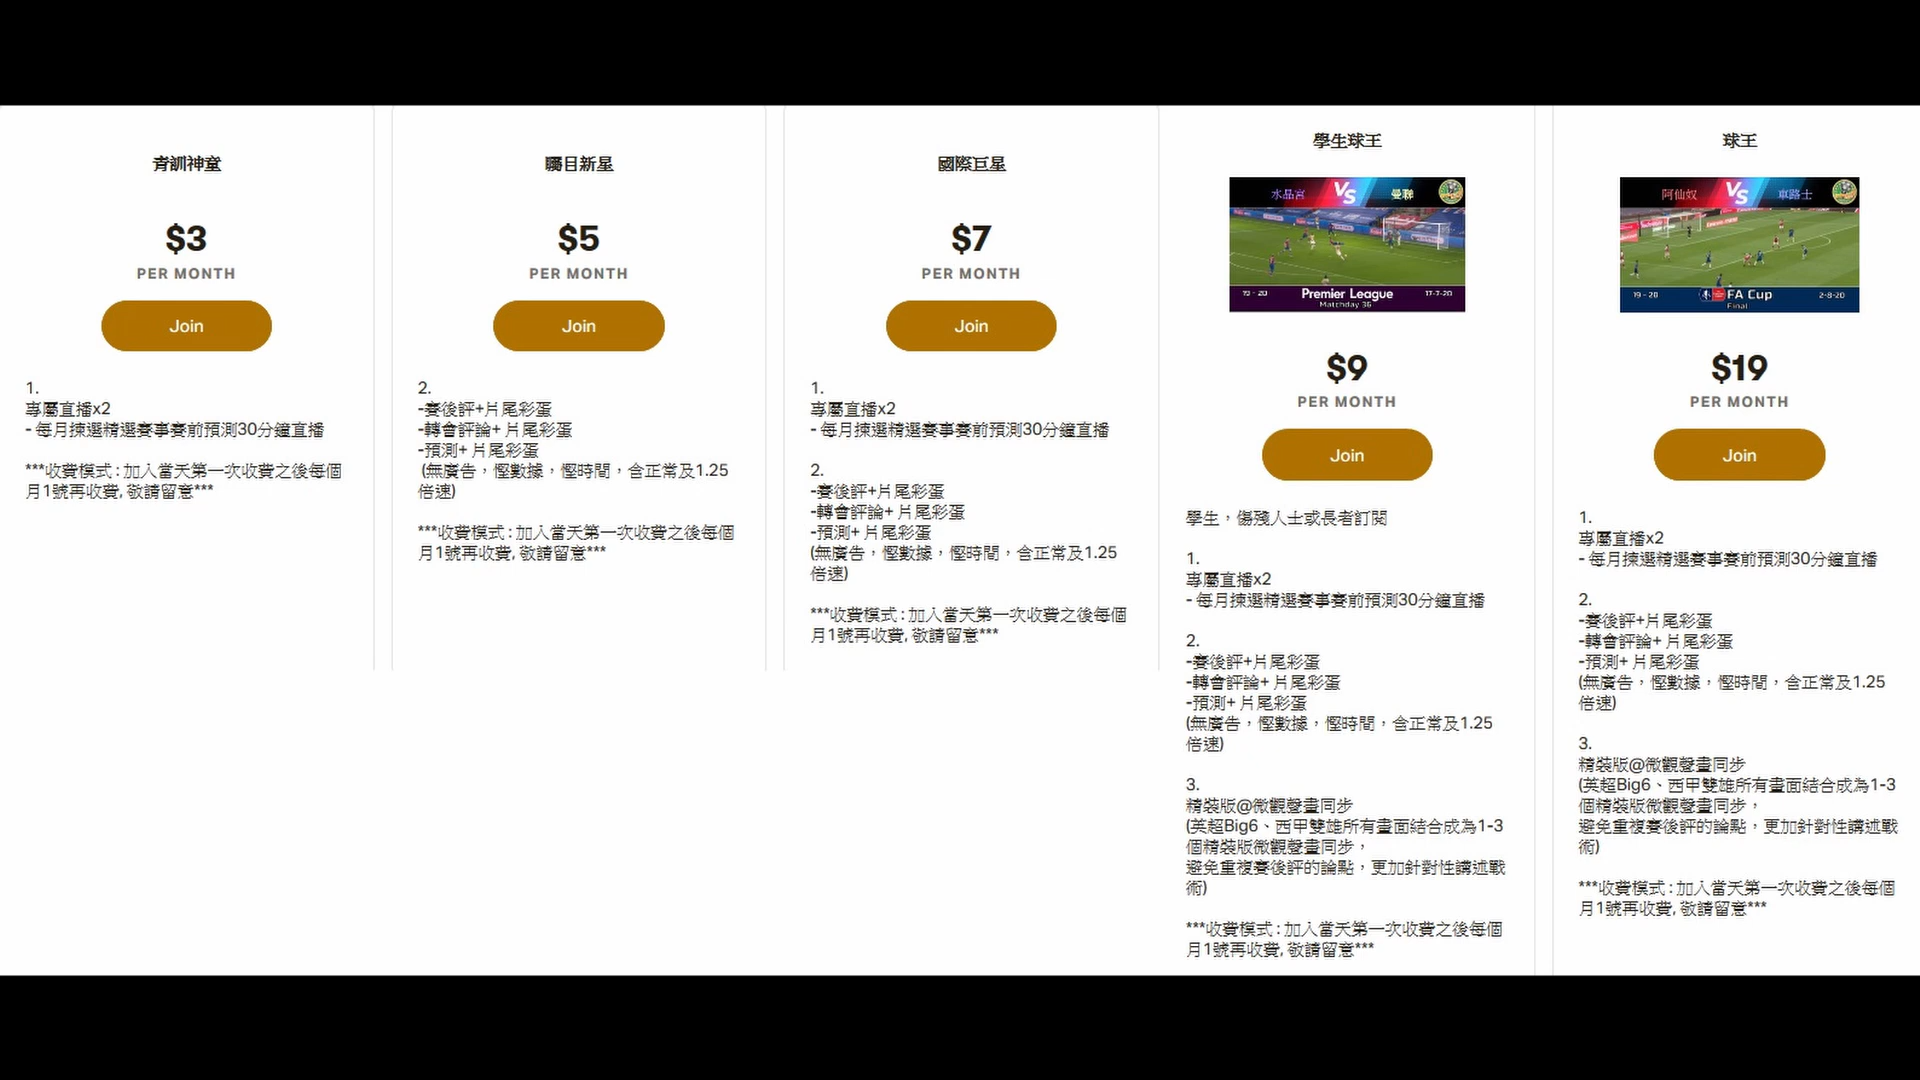 青訓神童
$3
PER MONTH
Join
1.
專屬直播x2
- 每月揀選精選賽事賽前預測30分鐘直播
***收費模式 : 加入當天第一次收費之後每個
月1號再收費, 敬請留意***
矚目新星
$5
PER MONTH
Join
2.
-賽後評+片尾彩蛋
-轉會評論+ 片尾彩蛋
-預測+ 片尾彩蛋
(無廣告，慳數據，慳時間，含正常及1.25
倍速)
***收費模式 : 加入當天第一次收費之後每個
月1號再收費, 敬請留意***
國際巨星
$7
PER MONTH
Join
1.
專屬直播x2
- 每月揀選精選賽事賽前預測30分鐘直播
2.
-賽後評+片尾彩蛋
-轉會評論+ 片尾彩蛋
-預測+ 片尾彩蛋
(無廣告，慳數據，慳時間，含正常及1.25
倍速)
***收費模式 : 加入當天第一次收費之後每個
月1號再收費, 敬請留意***
學生球王
水晶宮 VS 曼聯
19 - 20 Premier League 17-7-20
Matchday 36
$9
PER MONTH
Join
學生，傷殘人士或長者訂閱
1.
專屬直播x2
- 每月揀選精選賽事賽前預測30分鐘直播
2.
-賽後評+片尾彩蛋
-轉會評論+ 片尾彩蛋
-預測+ 片尾彩蛋
(無廣告，慳數據，慳時間，含正常及1.25
倍速)
3.
精裝版@微觀聲畫同步
(英超Big6、西甲雙雄所有畫面結合成為1-3
個精裝版微觀聲畫同步，
避免重複賽後評的論點，更加針對性講述戰
術)
***收費模式 : 加入當天第一次收費之後每個
月1號再收費, 敬請留意***
球王
阿仙奴 VS 車路士
19 - 20 FA Cup 2-8-20
Final
$19
PER MONTH
Join
1.
專屬直播x2
- 每月揀選精選賽事賽前預測30分鐘直播
2.
-賽後評+片尾彩蛋
-轉會評論+ 片尾彩蛋
-預測+ 片尾彩蛋
(無廣告，慳數據，慳時間，含正常及1.25
倍速)
3.
精裝版@微觀聲畫同步
(英超Big6、西甲雙雄所有畫面結合成為1-3
個精裝版微觀聲畫同步，
避免重複賽後評的論點，更加針對性講述戰
術)
***收費模式 : 加入當天第一次收費之後每個
月1號再收費, 敬請留意***